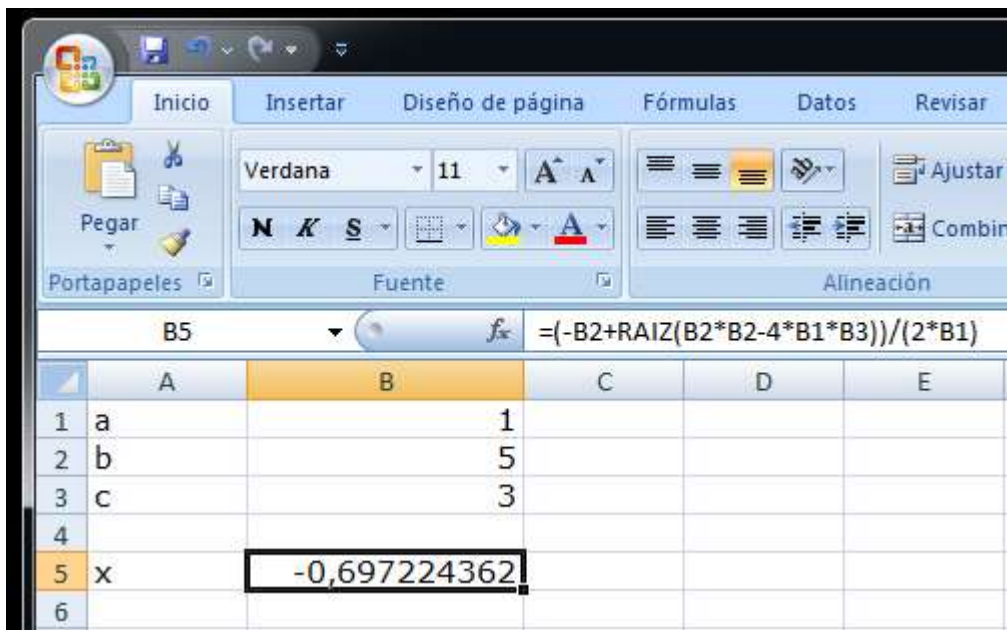 Inicio Insertar Diseño de página Fórmulas Datos Revisar
Verdana 11 A A
Ajustar
Pegar
N K S A
Combin
Portapapeles Fuente Alineación
B5 fx =(-B2+RAIZ(B2*B2-4*B1*B3))/(2*B1)
A B C D E
1 a 1
2 b 5
3 c 3
4
5 x -0,697224362
6